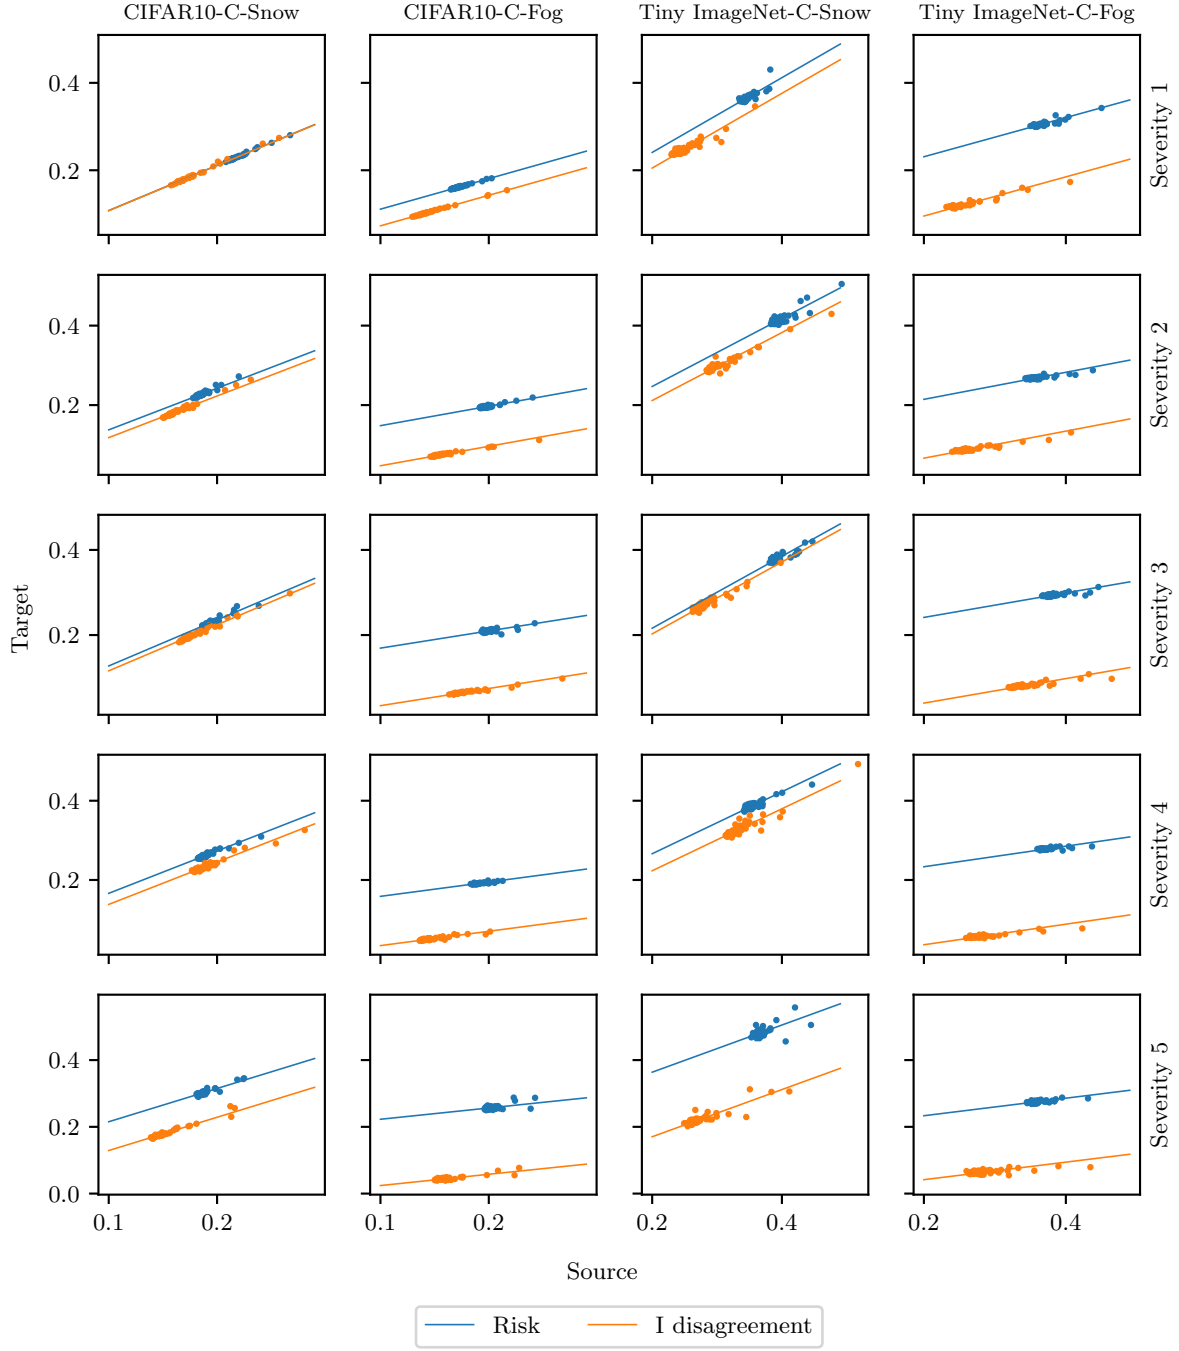 CIFAR10-C-Snow CIFAR10-C-Fog Tiny ImageNet-C-Snow Tiny ImageNet-C-Fog
0.4
0.2
Severity 1
0.4
0.2
Severity 2
0.4
0.2
Severity 3
Target
0.4
0.2
Severity 4
0.4
0.2
0.0
Severity 5
0.1 0.2 0.1 0.2 0.2 0.4 0.2 0.4
Source
Risk I disagreement